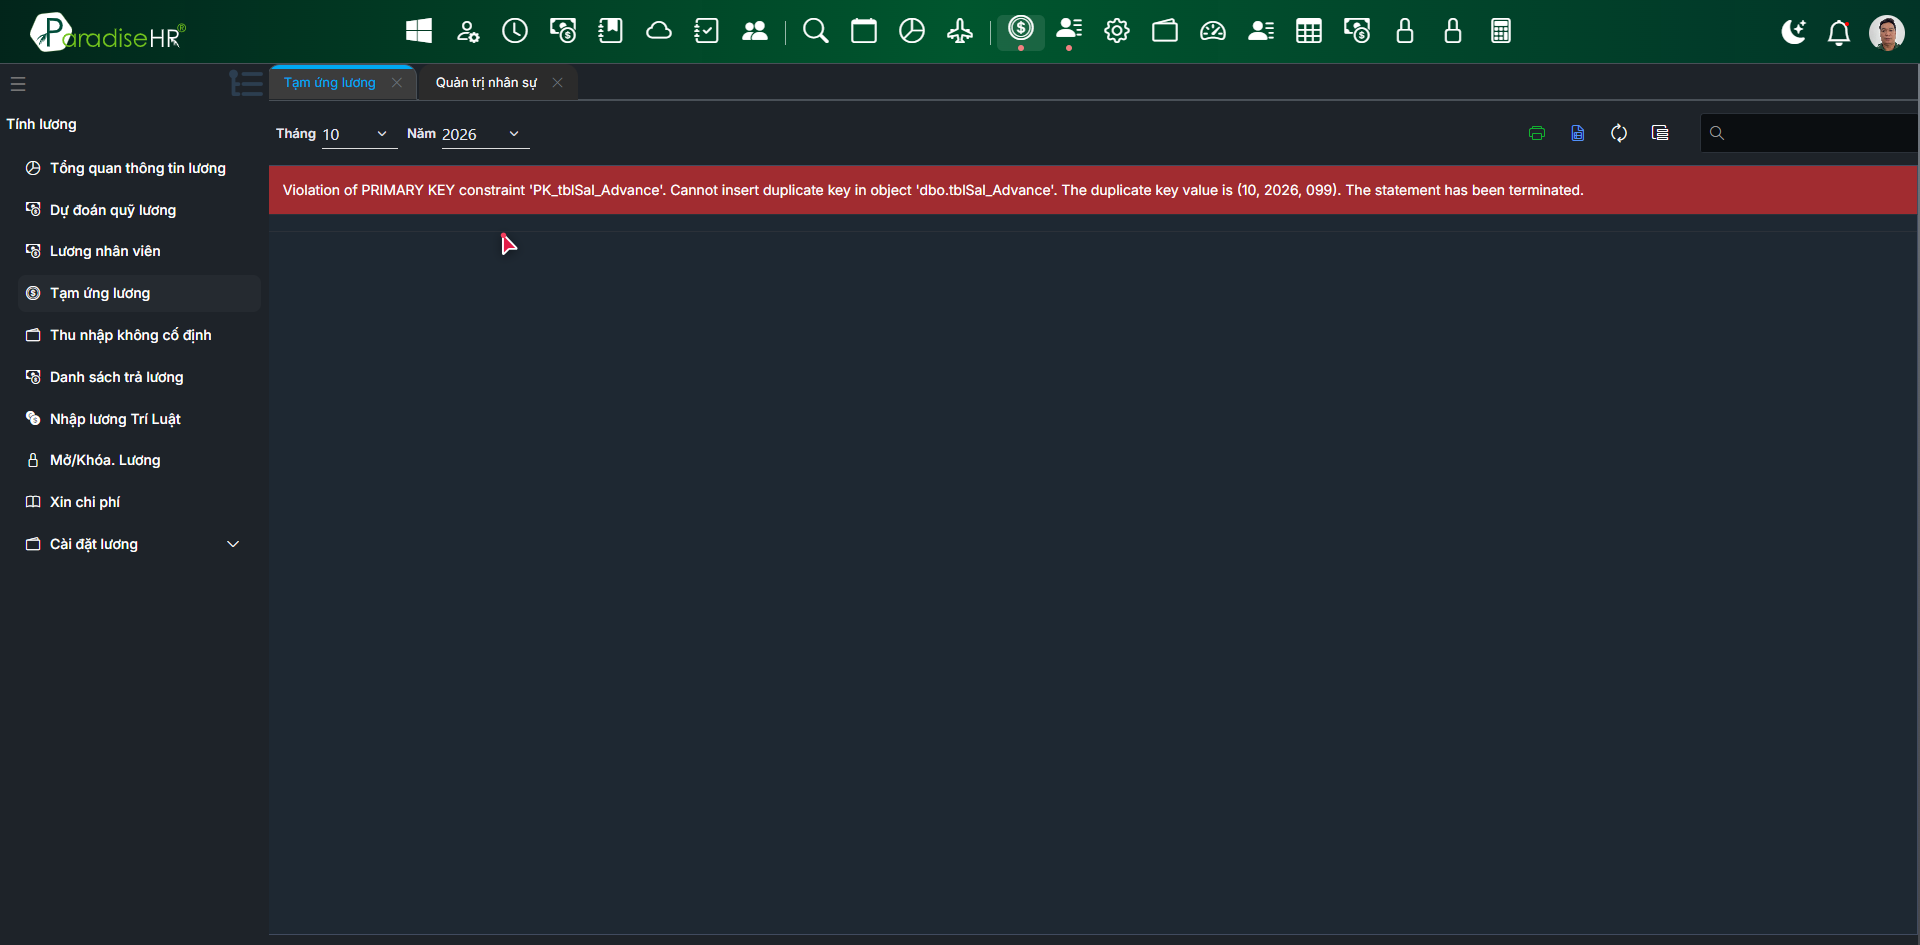 ParadiseHR®
Tạm ứng lương
Quản trị nhân sự
Tính lương
Tháng 10 Năm 2026
Violation of PRIMARY KEY constraint 'PK_tblSal_Advance'. Cannot insert duplicate key in object 'dbo.tblSal_Advance'. The duplicate key value is (10, 2026, 099). The statement has been terminated.
Tổng quan thông tin lương
Dự đoán quỹ lương
Lương nhân viên
Tạm ứng lương
Thu nhập không cố định
Danh sách trả lương
Nhập lương Trí Luật
Mở/Khóa. Lương
Xin chi phí
Cài đặt lương